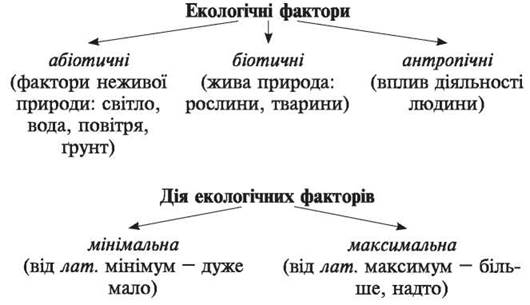 Екологічні фактори
абіотичні
(фактори неживої
природи: світло,
вода, повітря,
ґрунт)
біотичні
(жива природа:
рослини, тварини)
антропічні
(вплив діяльності
людини)
Дія екологічних факторів
мінімальна
(від лат. мінімум — дуже
мало)
максимальна
(від лат. максимум — біль-
ше, надто)